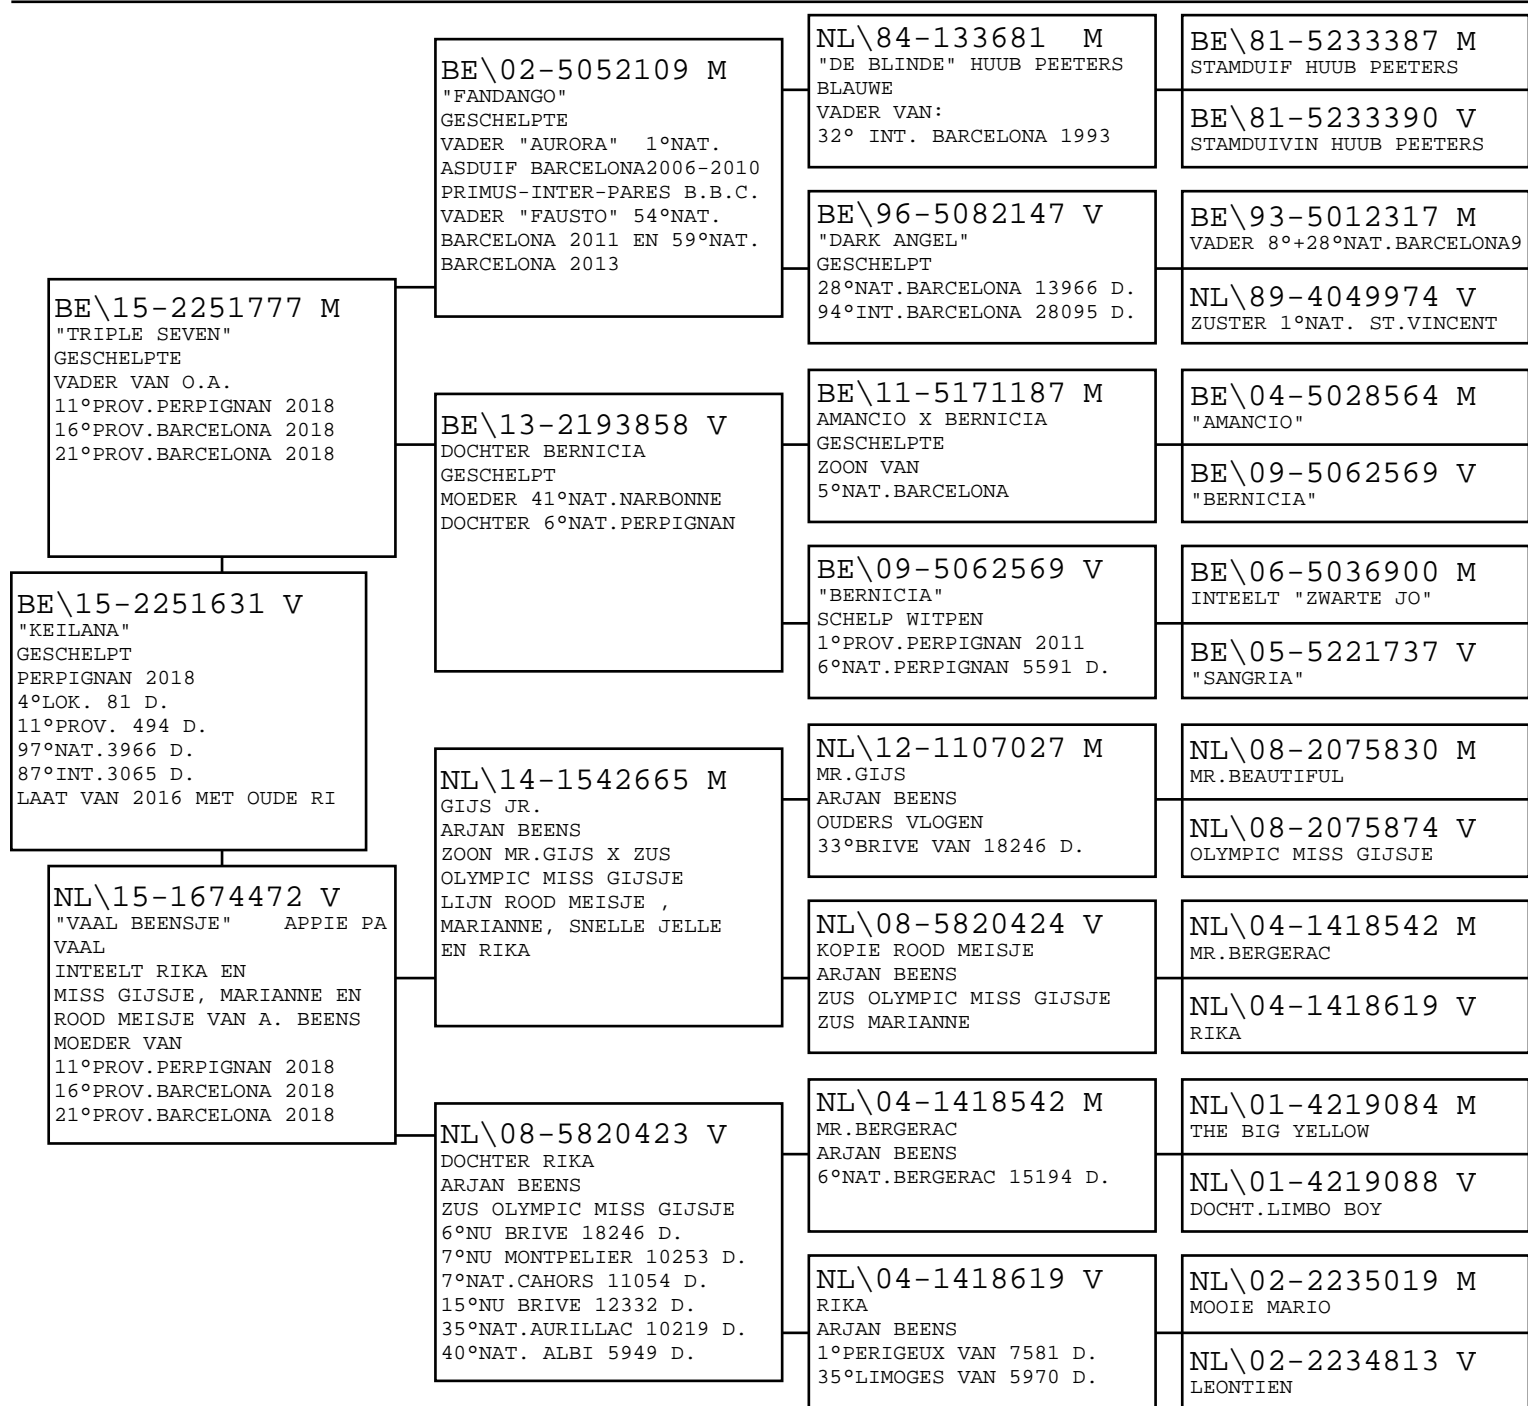 BE\15-2251631 V
"KEILANA"
GESCHELPT
PERPIGNAN 2018
4°LOK. 81 D.
11°PROV. 494 D.
97°NAT.3966 D.
87°INT.3065 D.
LAAT VAN 2016 MET OUDE RI
BE\15-2251777 M
"TRIPLE SEVEN"
GESCHELPTE
VADER VAN O.A.
11°PROV.PERPIGNAN 2018
16°PROV.BARCELONA 2018
21°PROV.BARCELONA 2018
NL\15-1674472 V
"VAAL BEENSJE" APPIE PA
VAAL
INTEELT RIKA EN
MISS GIJSJE, MARIANNE EN
ROOD MEISJE VAN A. BEENS
MOEDER VAN
11°PROV.PERPIGNAN 2018
16°PROV.BARCELONA 2018
21°PROV.BARCELONA 2018
BE\02-5052109 M
"FANDANGO"
GESCHELPTE
VADER "AURORA" 1°NAT.
ASDUIF BARCELONA2006-2010
PRIMUS-INTER-PARES B.B.C.
VADER "FAUSTO" 54°NAT.
BARCELONA 2011 EN 59°NAT.
BARCELONA 2013
BE\13-2193858 V
DOCHTER BERNICIA
GESCHELPT
MOEDER 41°NAT.NARBONNE
DOCHTER 6°NAT.PERPIGNAN
NL\14-1542665 M
GIJS JR.
ARJAN BEENS
ZOON MR.GIJS X ZUS
OLYMPIC MISS GIJSJE
LIJN ROOD MEISJE ,
MARIANNE, SNELLE JELLE
EN RIKA
NL\08-5820423 V
DOCHTER RIKA
ARJAN BEENS
ZUS OLYMPIC MISS GIJSJE
6°NU BRIVE 18246 D.
7°NU MONTPELIER 10253 D.
7°NAT.CAHORS 11054 D.
15°NU BRIVE 12332 D.
35°NAT.AURILLAC 10219 D.
40°NAT. ALBI 5949 D.
NL\84-133681 M
"DE BLINDE" HUUB PEETERS
BLAUWE
VADER VAN:
32° INT. BARCELONA 1993
BE\96-5082147 V
"DARK ANGEL"
GESCHELPT
28°NAT.BARCELONA 13966 D.
94°INT.BARCELONA 28095 D.
BE\11-5171187 M
AMANCIO X BERNICIA
GESCHELPTE
ZOON VAN
5°NAT.BARCELONA
BE\09-5062569 V
"BERNICIA"
SCHELP WITPEN
1°PROV.PERPIGNAN 2011
6°NAT.PERPIGNAN 5591 D.
NL\12-1107027 M
MR.GIJS
ARJAN BEENS
OUDERS VLOGEN
33°BRIVE VAN 18246 D.
NL\08-5820424 V
KOPIE ROOD MEISJE
ARJAN BEENS
ZUS OLYMPIC MISS GIJSJE
ZUS MARIANNE
NL\04-1418542 M
MR.BERGERAC
ARJAN BEENS
6°NAT.BERGERAC 15194 D.
NL\04-1418619 V
RIKA
ARJAN BEENS
1°PERIGEUX VAN 7581 D.
35°LIMOGES VAN 5970 D.
BE\81-5233387 M
STAMDUIF HUUB PEETERS
BE\81-5233390 V
STAMDUIVIN HUUB PEETERS
BE\93-5012317 M
VADER 8°+28°NAT.BARCELONA9
NL\89-4049974 V
ZUSTER 1°NAT. ST.VINCENT
BE\04-5028564 M
"AMANCIO"
BE\09-5062569 V
"BERNICIA"
BE\06-5036900 M
INTEELT "ZWARTE JO"
BE\05-5221737 V
"SANGRIA"
NL\08-2075830 M
MR.BEAUTIFUL
NL\08-2075874 V
OLYMPIC MISS GIJSJE
NL\04-1418542 M
MR.BERGERAC
NL\04-1418619 V
RIKA
NL\01-4219084 M
THE BIG YELLOW
NL\01-4219088 V
DOCHT.LIMBO BOY
NL\02-2235019 M
MOOIE MARIO
NL\02-2234813 V
LEONTIEN